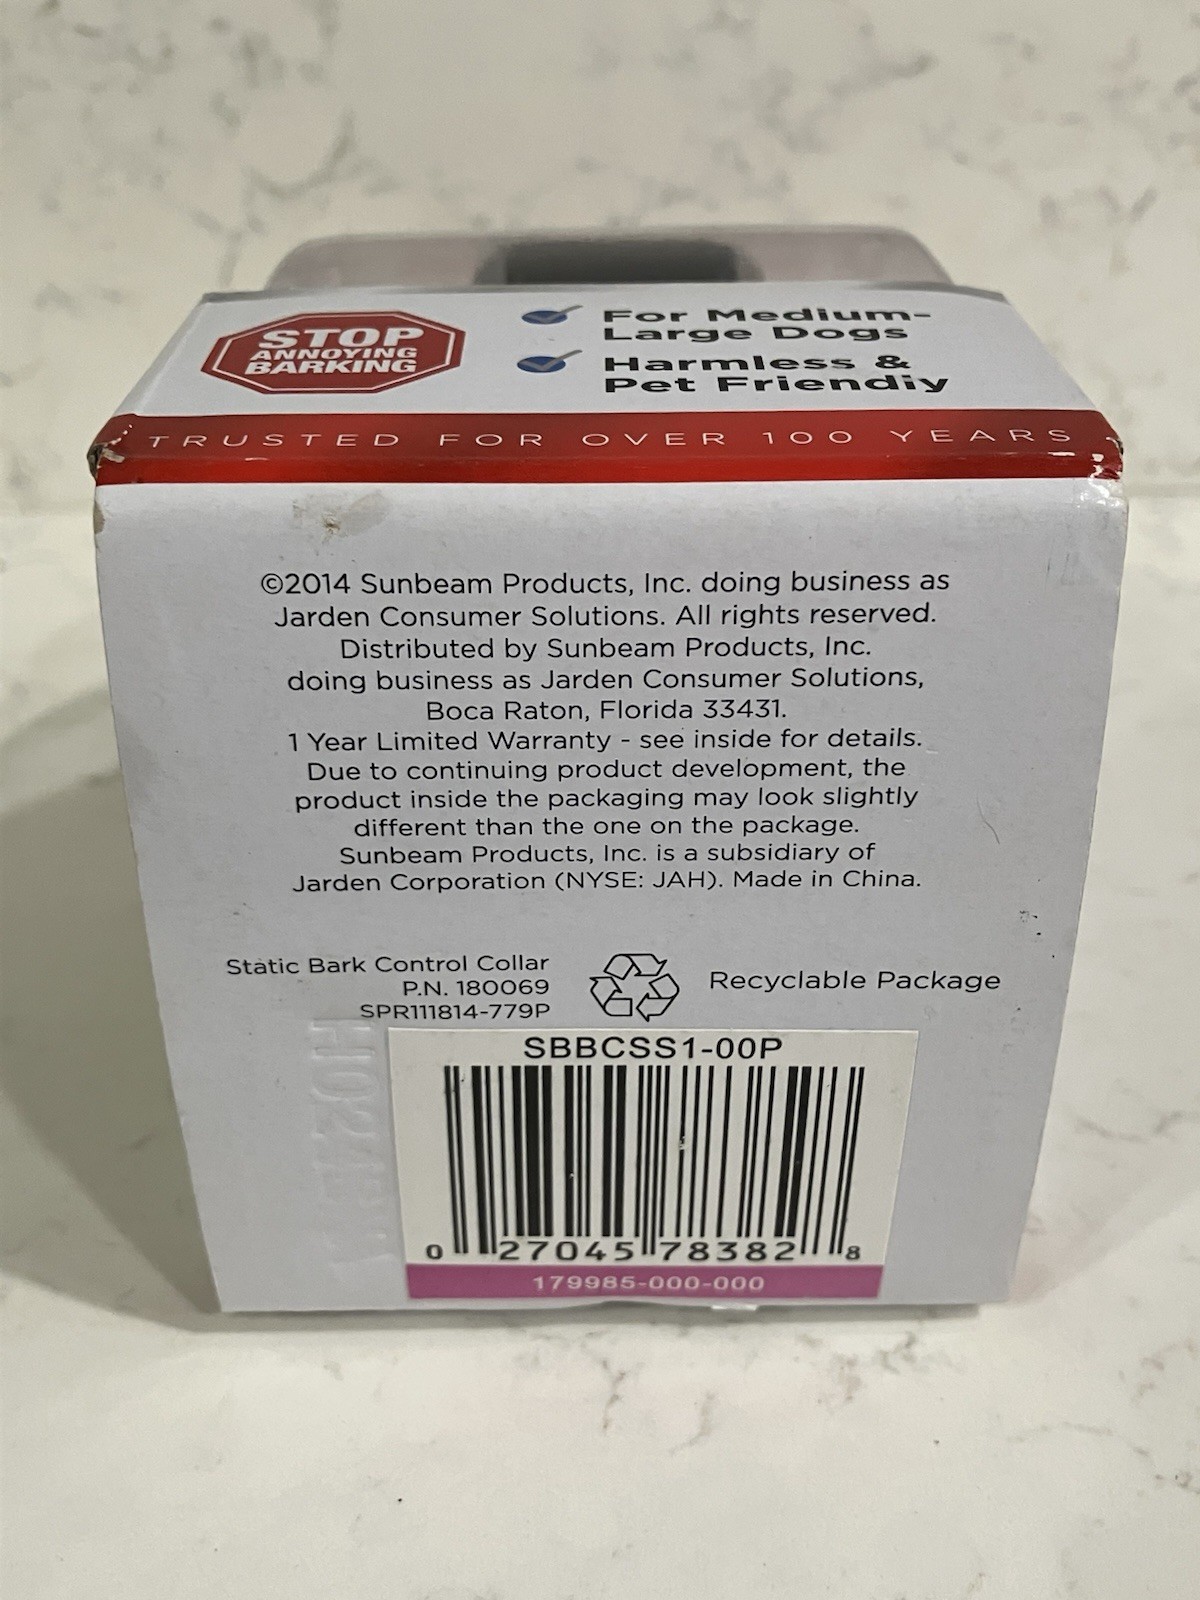 STOP
ANNOYING
BARKING
For Medium-
Large Dogs
Harmless &
Pet Friendiy
TRUSTED FOR OVER 100 YEARS
©2014 Sunbeam Products, Inc. doing business as
Jarden Consumer Solutions. All rights reserved.
Distributed by Sunbeam Products, Inc.
doing business as Jarden Consumer Solutions,
Boca Raton, Florida 33431.
1 Year Limited Warranty - see inside for details.
Due to continuing product development, the
product inside the packaging may look slightly
different than the one on the package.
Sunbeam Products, Inc. is a subsidiary of
Jarden Corporation (NYSE: JAH). Made in China.
Static Bark Control Collar
P.N. 180069
SPR111814-779P
Recyclable Package
SBBCSS1-00P
0 27045 78382 8
179985-000-000